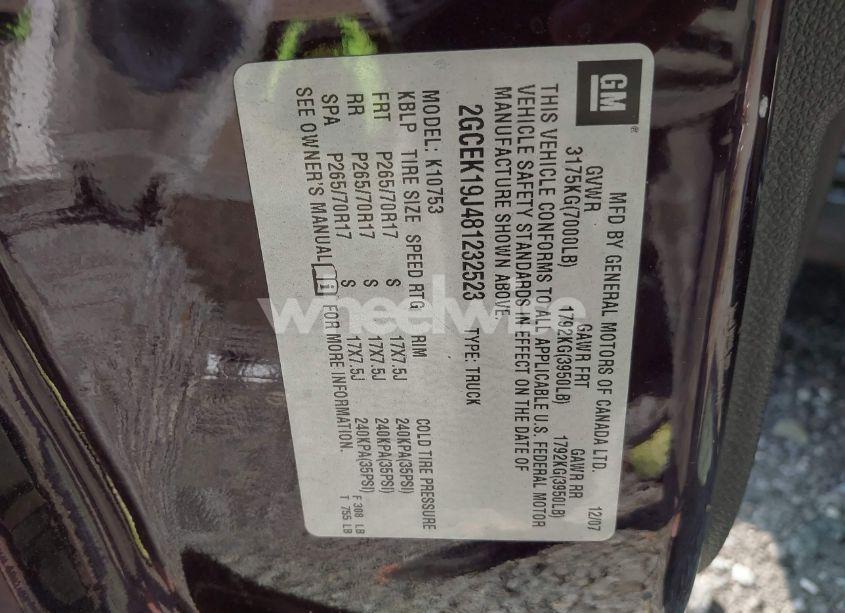 GM
MFD BY GENERAL MOTORS OF CANADA LTD. 12/07
GVWR GAWR FRT GAWR RR
3175KG(7000LB) 1792KG(3950LB) 1792KG(3950LB)
THIS VEHICLE CONFORMS TO ALL APPLICABLE U.S. FEDERAL MOTOR
VEHICLE SAFETY STANDARDS IN EFFECT ON THE DATE OF
MANUFACTURE SHOWN ABOVE.
2GCEK19J481232523 TYPE: TRUCK
MODEL: K10753
KBLP TIRE SIZE SPEED RTG RIM COLD TIRE PRESSURE
FRT P265/70R17 S 17X7.5J 240KPA(35PSI)
RR P265/70R17 S 17X7.5J 240KPA(35PSI)
SPA P265/70R17 S 17X7.5J 240KPA(35PSI)
SEE OWNER'S MANUAL FOR MORE INFORMATION.
F 308 LB
T 755 LB
wheelwire